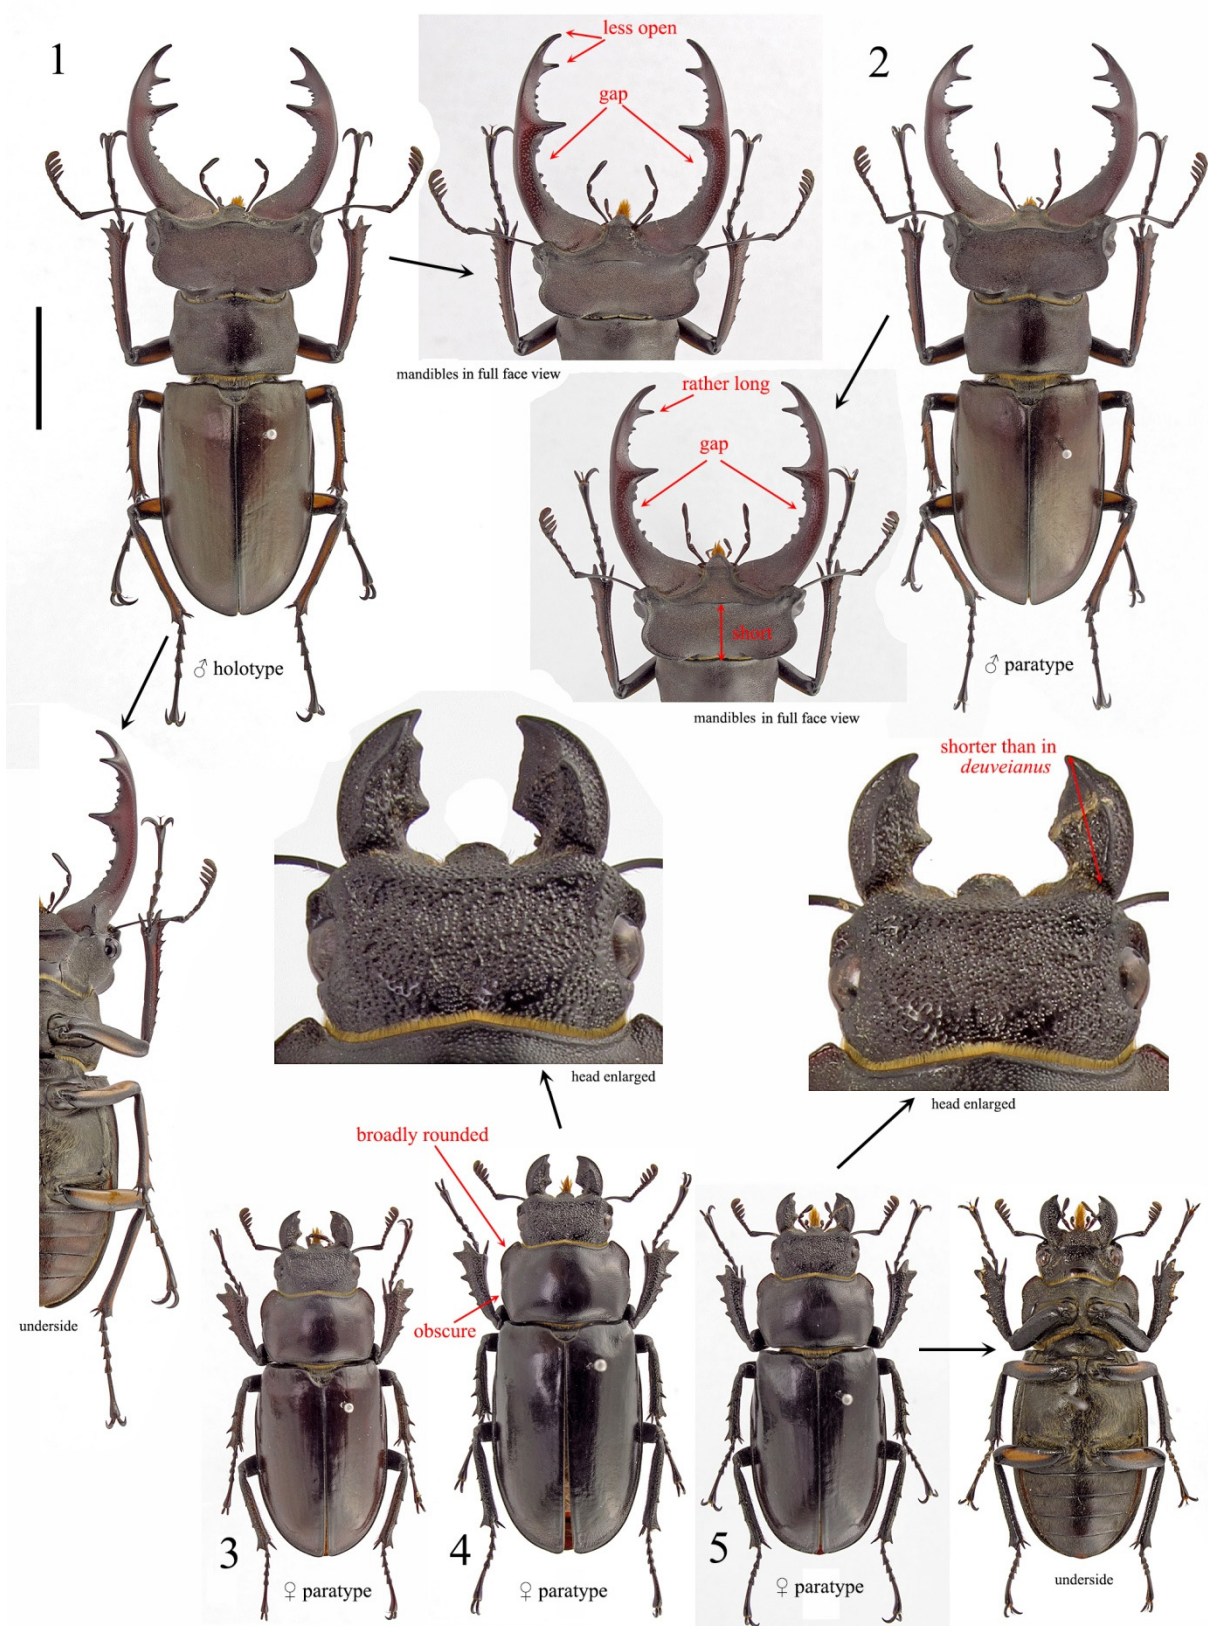 1
less open
gap
2
mandibles in full face view
rather long
gap
short
♂ holotype
mandibles in full face view
♂ paratype
shorter than in
deuveianus
head enlarged
head enlarged
broadly rounded
obscure
underside
3
♀ paratype
4
♀ paratype
5
♀ paratype
underside